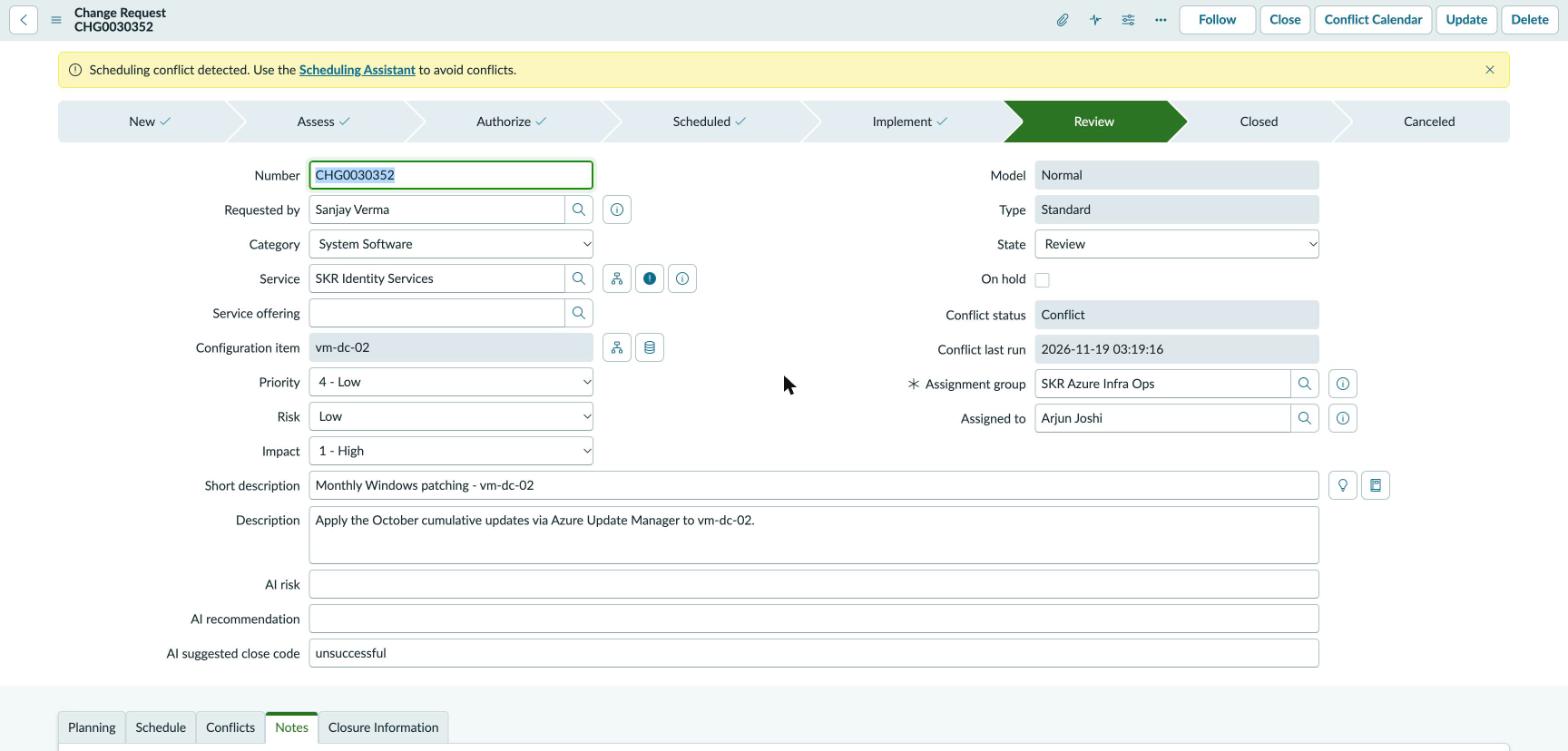 Change Request
CHG0030352
Follow
Close
Conflict Calendar
Update
Delete
Scheduling conflict detected. Use the Scheduling Assistant to avoid conflicts.
New
Assess
Authorize
Scheduled
Implement
Review
Closed
Canceled
Number CHG0030352
Model Normal
Requested by Sanjay Verma
Type Standard
Category System Software
State Review
Service SKR Identity Services
On hold
Service offering
Conflict status Conflict
Configuration item vm-dc-02
Conflict last run 2026-11-19 03:19:16
Priority 4 - Low
Assignment group SKR Azure Infra Ops
Risk Low
Assigned to Arjun Joshi
Impact 1 - High
Short description Monthly Windows patching - vm-dc-02
Description Apply the October cumulative updates via Azure Update Manager to vm-dc-02.
AI risk
AI recommendation
AI suggested close code unsuccessful
Planning
Schedule
Conflicts
Notes
Closure Information